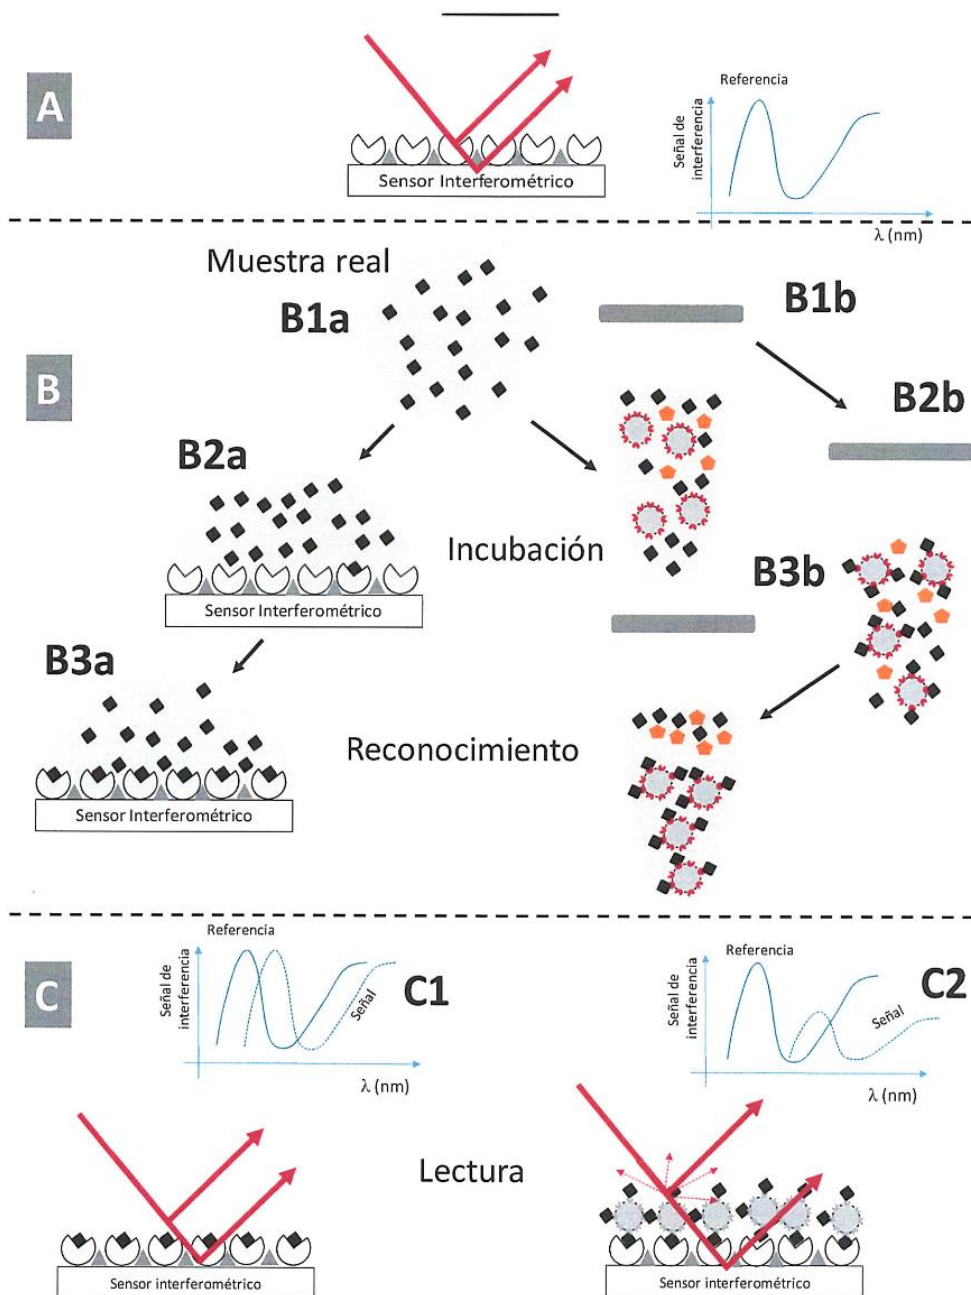 A
Referencia
Señal de
interferencia
λ (nm)
Sensor Interferométrico
Muestra real
B1a
B1b
B
B2b
B2a
Incubación
Sensor Interferométrico
B3b
B3a
Reconocimiento
Sensor Interferométrico
C
Referencia
Señal de
interferencia
Señal
λ (nm)
C1
Referencia
Señal de
interferencia
Señal
λ (nm)
C2
Lectura
Sensor interferométrico
Sensor interferométrico